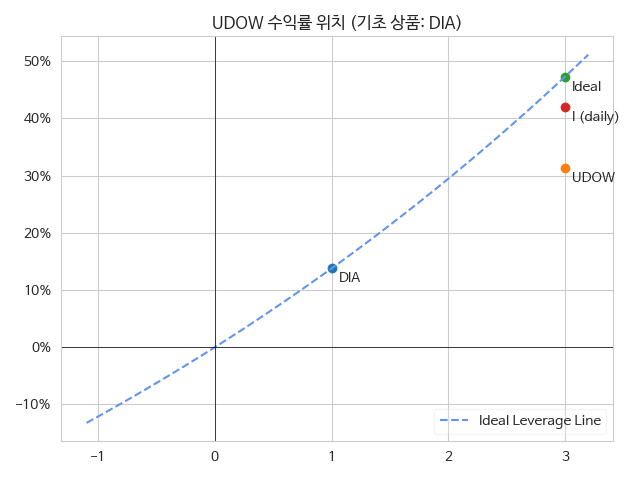 UDOW 수익률 위치 (기초 상품: DIA)
50%
40%
30%
20%
10%
0%
−10%
Ideal
I (daily)
UDOW
DIA
Ideal Leverage Line
−1
0
1
2
3